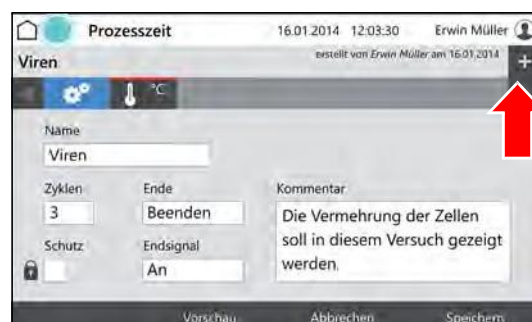 Prozesszeit 16.01.2014 12:03:30 Erwin Müller
Viren erstellt von Erwin Müller am 16.01.2014 +
°C
Name
Viren
Zyklen Ende Kommentar
3 Beenden Die Vermehrung der Zellen
Schutz Endsignal soll in diesem Versuch gezeigt
An werden.
Vorschau Abbrechen Speichern